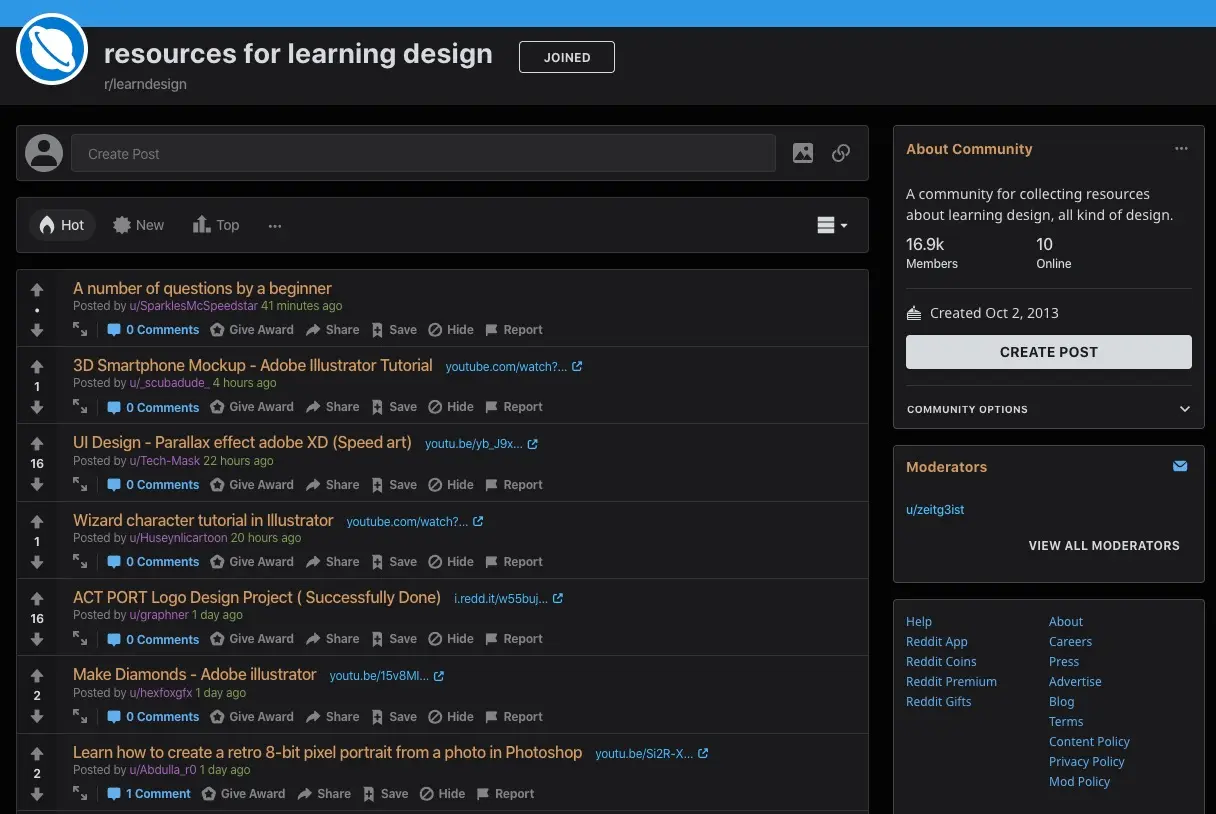 resources for learning design
JOINED
r/learndesign
Create Post
Hot New Top ...
A number of questions by a beginner
Posted by u/SparklesMcSpeedstar 41 minutes ago
•
0 Comments Give Award Share Save Hide Report
3D Smartphone Mockup - Adobe Illustrator Tutorial youtube.com/watch?...
Posted by u/_scubadude_ 4 hours ago
1
0 Comments Give Award Share Save Hide Report
UI Design - Parallax effect adobe XD (Speed art) youtu.be/yb_J9x...
Posted by u/Tech-Mask 22 hours ago
16
0 Comments Give Award Share Save Hide Report
Wizard character tutorial in Illustrator youtube.com/watch?...
Posted by u/Huseynlicartoon 20 hours ago
1
0 Comments Give Award Share Save Hide Report
ACT PORT Logo Design Project ( Successfully Done) i.redd.it/w55buj...
Posted by u/graphner 1 day ago
16
0 Comments Give Award Share Save Hide Report
Make Diamonds - Adobe illustrator youtu.be/15v8MI...
Posted by u/hexfoxgfx 1 day ago
2
0 Comments Give Award Share Save Hide Report
Learn how to create a retro 8-bit pixel portrait from a photo in Photoshop youtu.be/Si2R-X...
Posted by u/Abdulla_r0 1 day ago
2
1 Comment Give Award Share Save Hide Report
About Community ...
A community for collecting resources
about learning design, all kind of design.
16.9k 10
Members Online
Created Oct 2, 2013
CREATE POST
COMMUNITY OPTIONS
Moderators
u/zeitg3ist
VIEW ALL MODERATORS
Help About
Reddit App Careers
Reddit Coins Press
Reddit Premium Advertise
Reddit Gifts Blog
Terms
Content Policy
Privacy Policy
Mod Policy